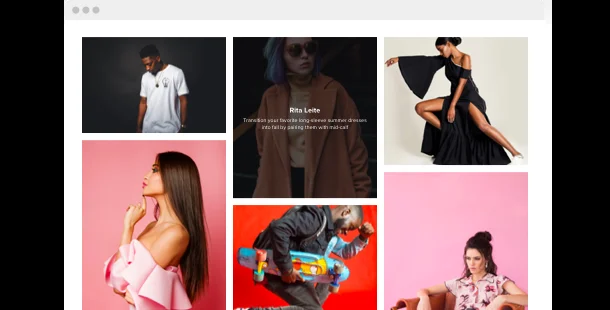 Rita Leite
Transition your favorite long-sleeve summer dresses
into fall by pairing them with mid-calf